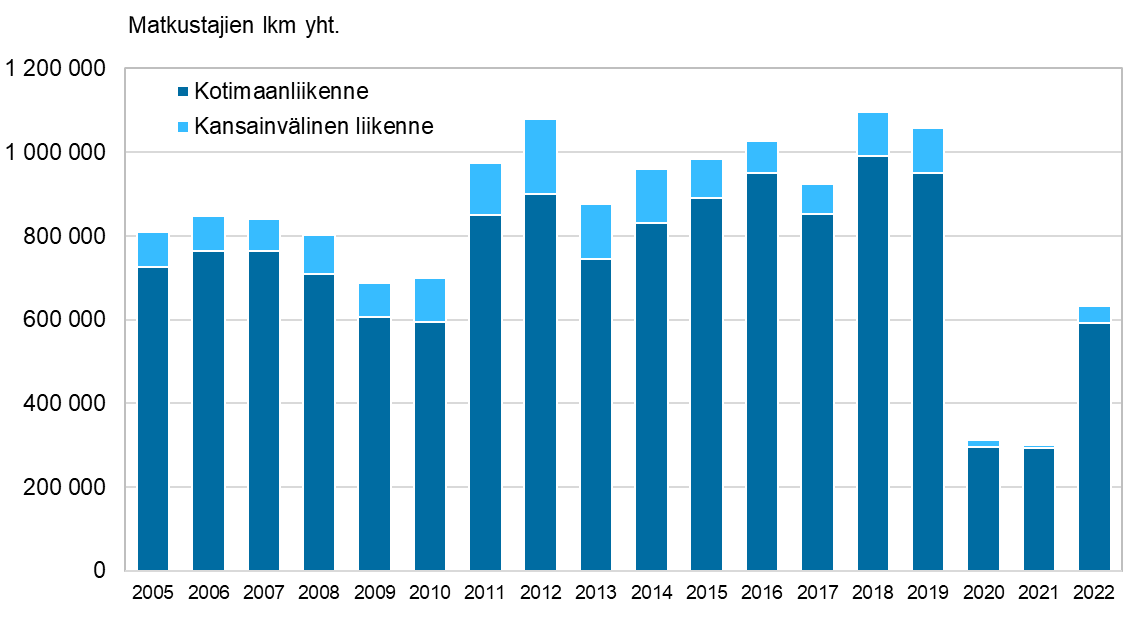 Matkustajien lkm yht.
1 200 000
1 000 000
800 000
600 000
400 000
200 000
0
Kotimaanliikenne
Kansainvälinen liikenne
2005 2006 2007 2008 2009 2010 2011 2012 2013 2014 2015 2016 2017 2018 2019 2020 2021 2022